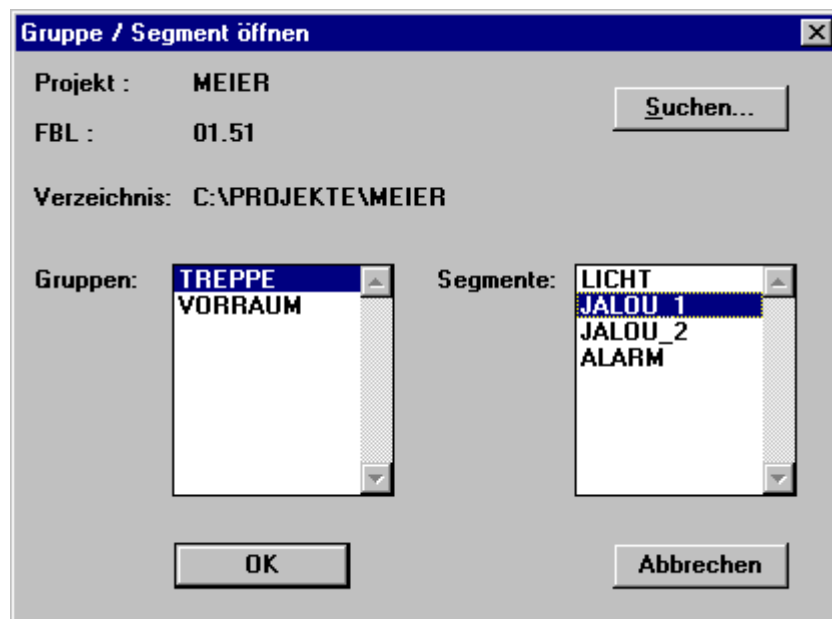 Gruppe / Segment öffnen
Projekt : MEIER
Suchen...
FBL : 01.51
Verzeichnis: C:\PROJEKTE\MEIER
Gruppen:
TREPPE
VORRAUM
Segmente:
LICHT
JALOU_1
JALOU_2
ALARM
OK
Abbrechen